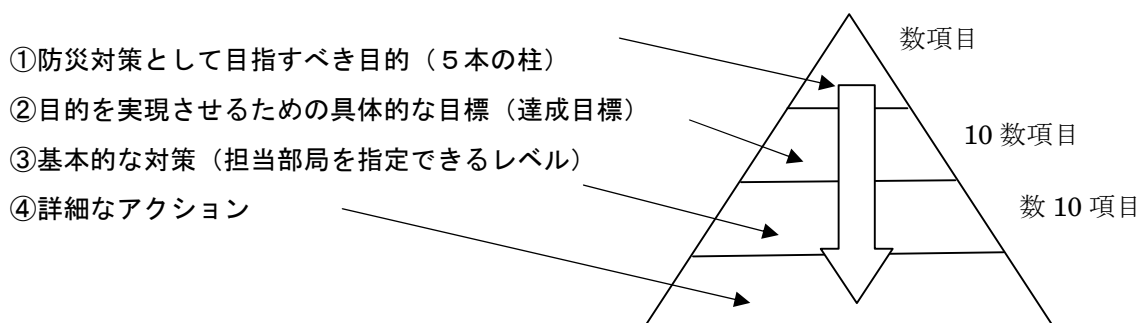 ①防災対策として目指すべき目的（５本の柱）
②目的を実現させるための具体的な目標（達成目標）
③基本的な対策（担当部局を指定できるレベル）
④詳細なアクション
数項目
10 数項目
数 10 項目